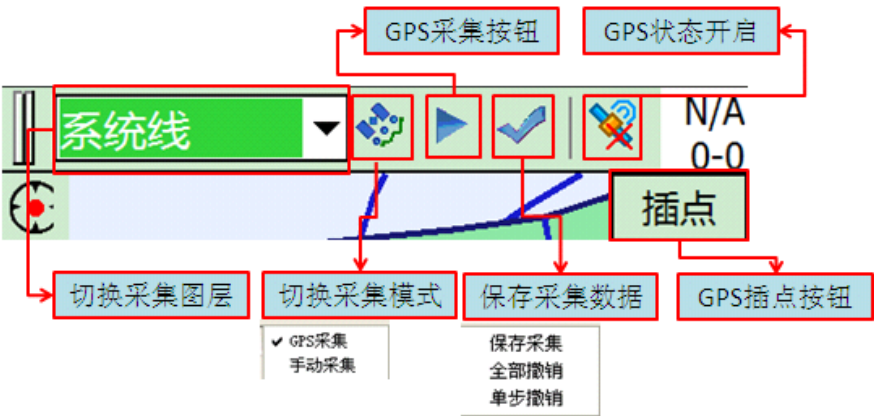 GPS采集按钮
GPS状态开启
系统线
N/A
0-0
插点
切换采集图层
切换采集模式
保存采集数据
GPS插点按钮
GPS采集
手动采集
保存采集
全部撤销
单步撤销